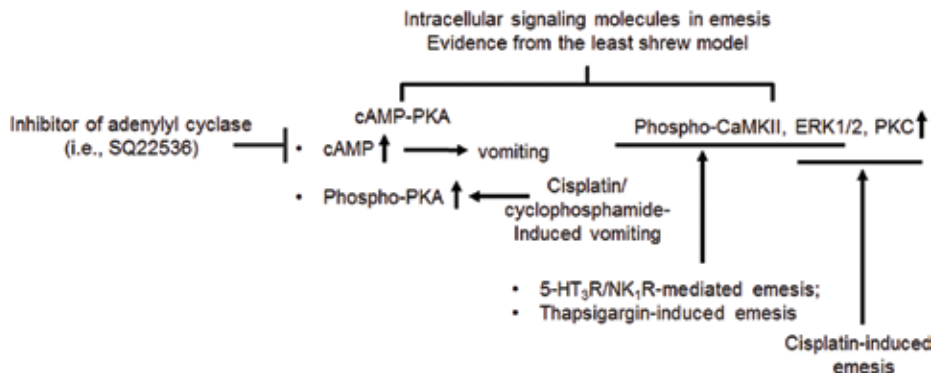 Intracellular signaling molecules in emesis
Evidence from the least shrew model
cAMP-PKA
Inhibitor of adenylyl cyclase
(i.e., SQ22536)
• cAMP
vomiting
• Phospho-PKA
Cisplatin/
cyclophosphamide-
Induced vomiting
Phospho-CaMKII, ERK1/2, PKC
• 5-HT₃R/NK₁R-mediated emesis;
• Thapsigargin-induced emesis
Cisplatin-induced
emesis